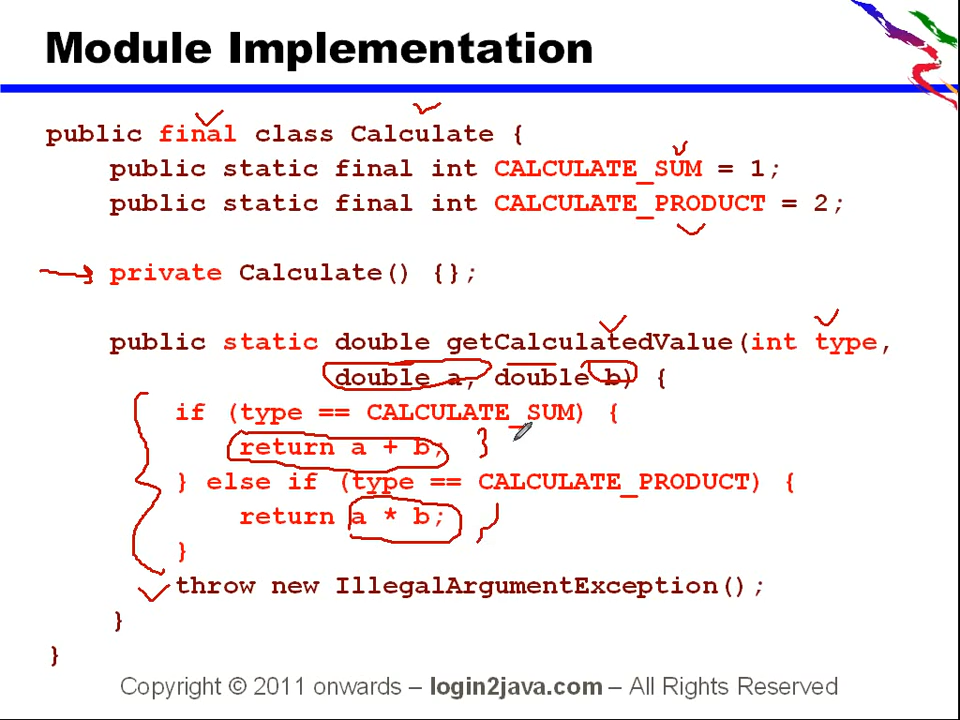 Module Implementation
public final class Calculate {
public static final int CALCULATE_SUM = 1;
public static final int CALCULATE_PRODUCT = 2;
private Calculate() {};
public static double getCalculatedValue(int type,
double a, double b) {
if (type == CALCULATE_SUM) {
return a + b;
} else if (type == CALCULATE_PRODUCT) {
return a * b;
}
throw new IllegalArgumentException();
}
}
Copyright © 2011 onwards – login2java.com – All Rights Reserved